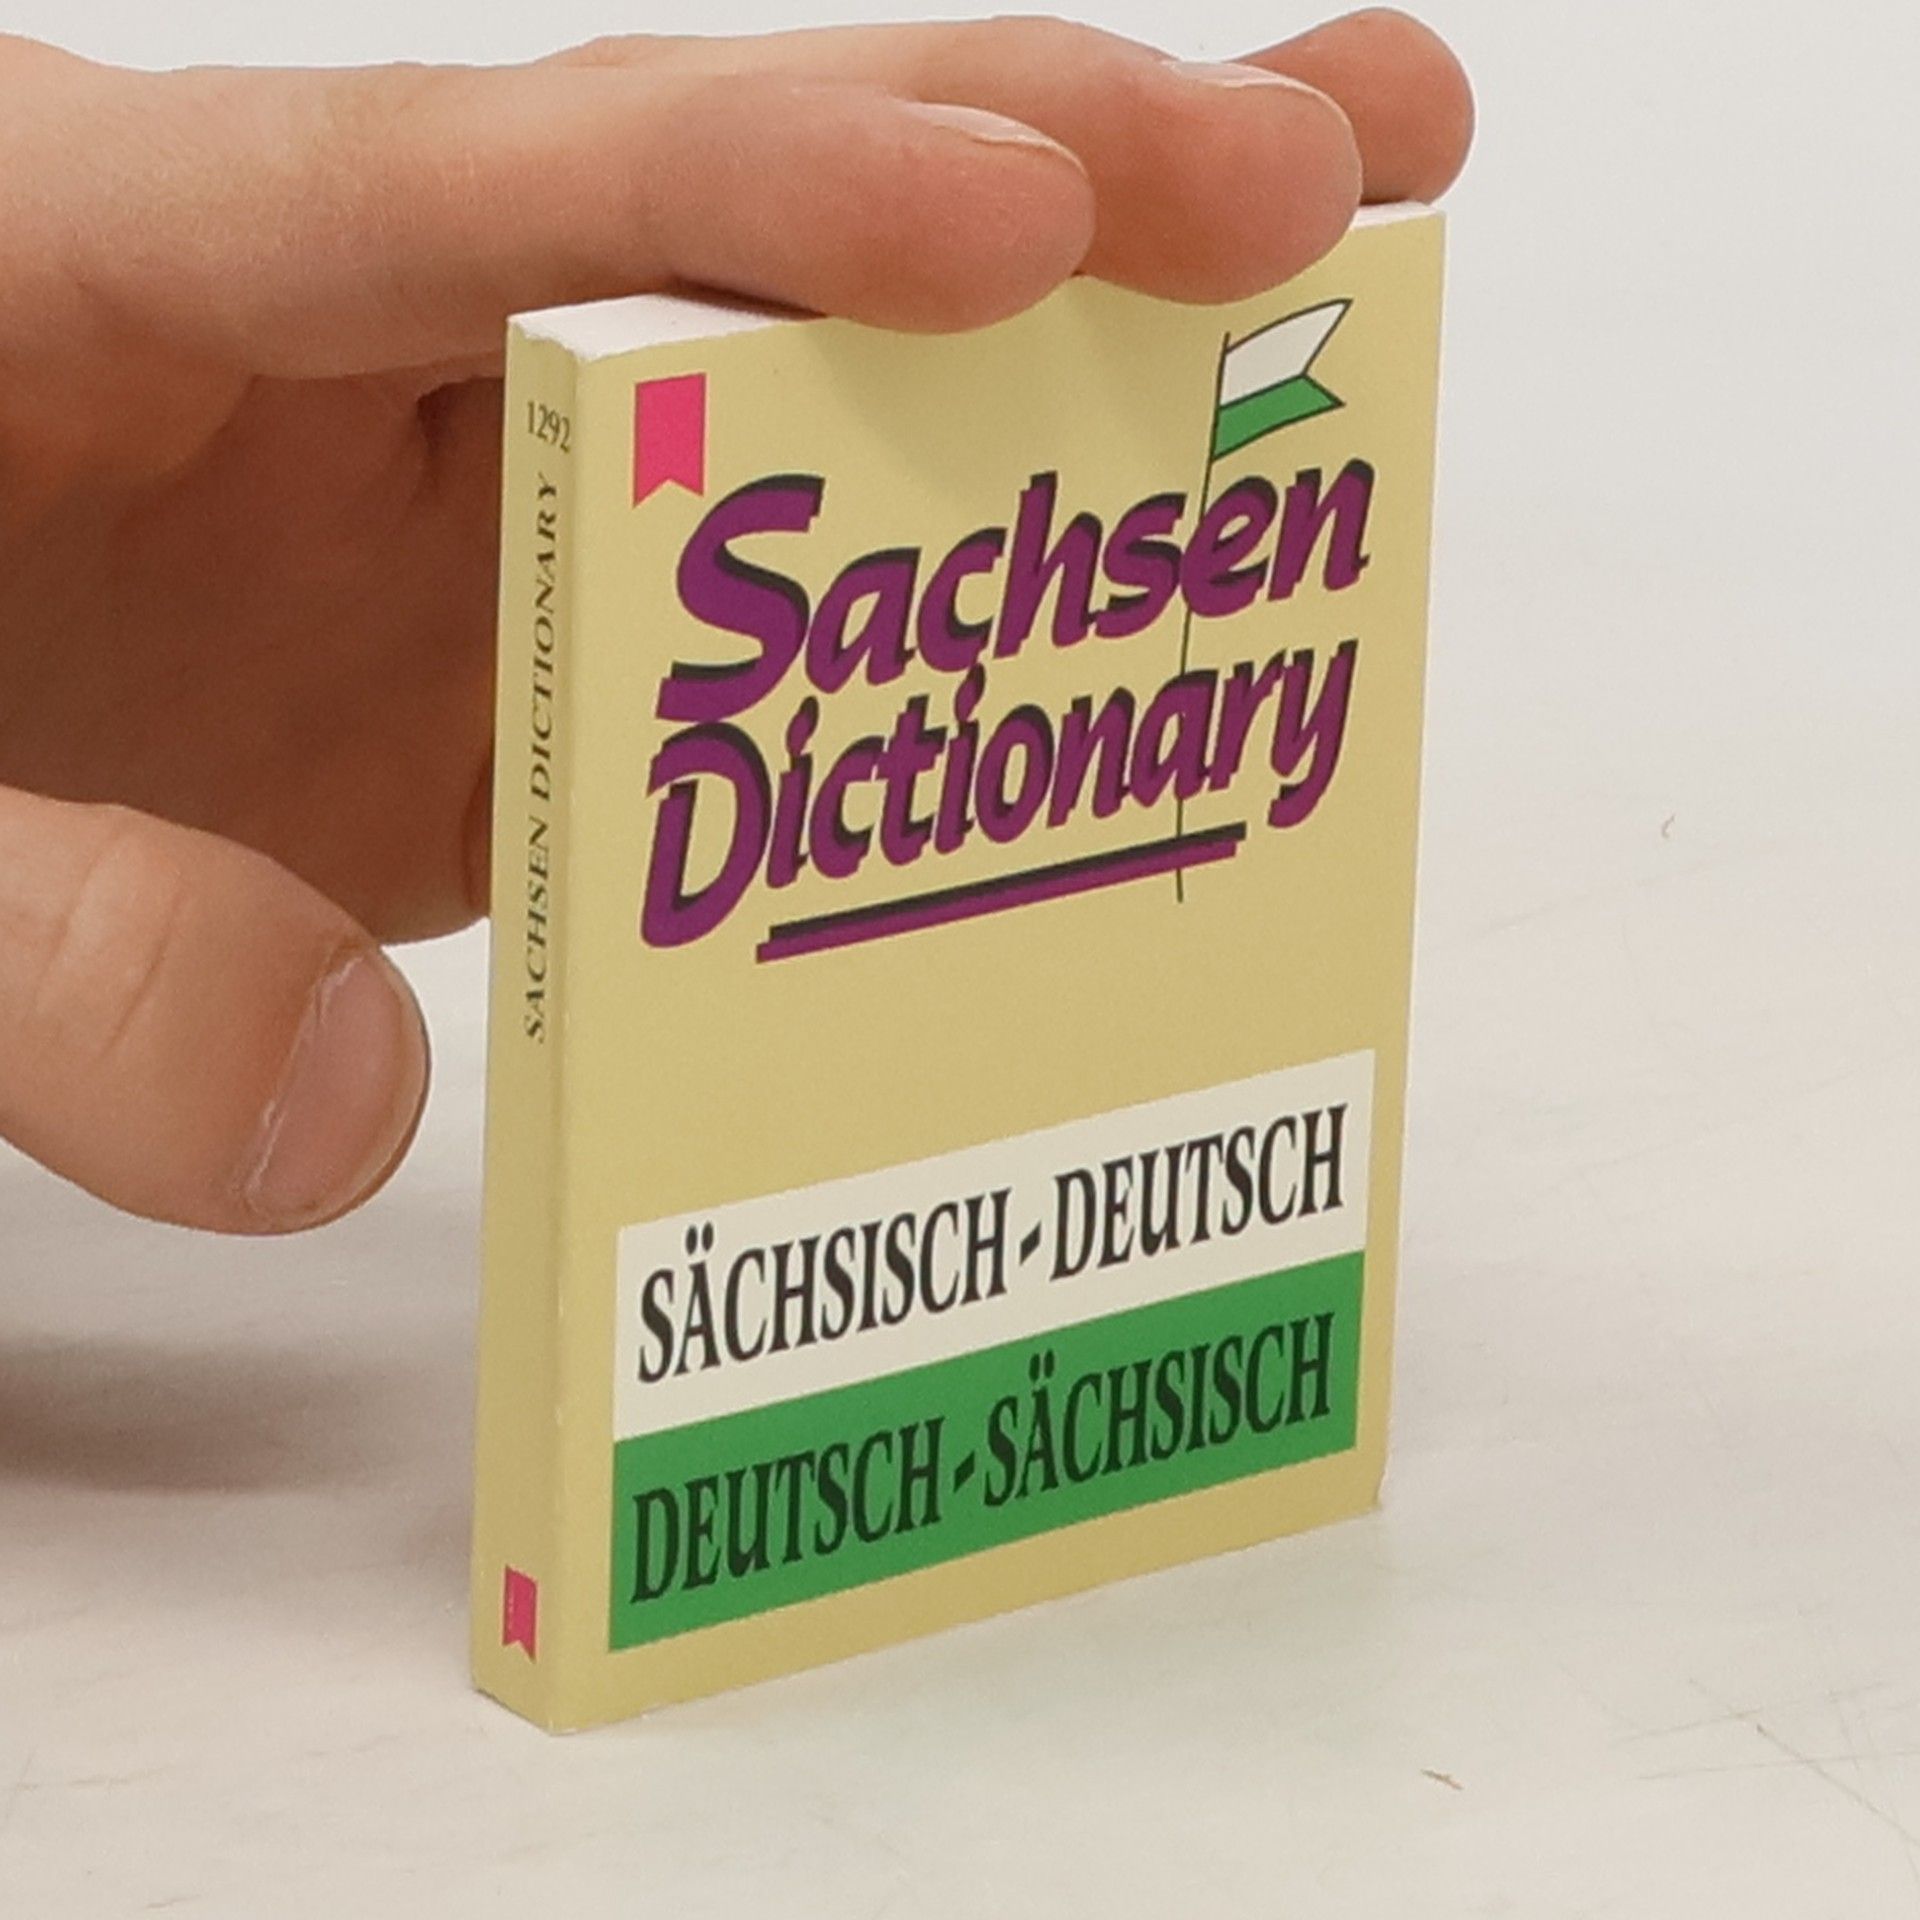 1292
SACHSEN DICTIONARY
Sachsen
Dictionary
SÄCHSISCH-DEUTSCH
DEUTSCH-SÄCHSISCH